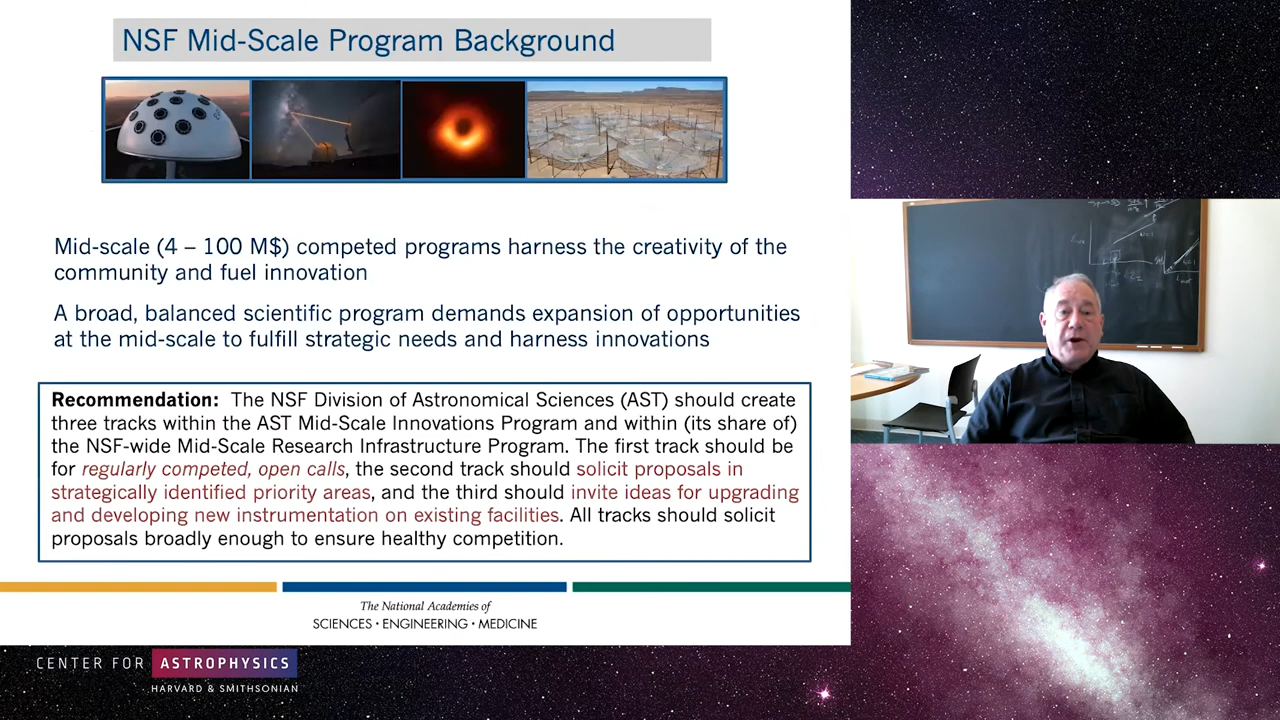 NSF Mid-Scale Program Background
Mid-scale (4 – 100 M$) competed programs harness the creativity of the
community and fuel innovation
A broad, balanced scientific program demands expansion of opportunities
at the mid-scale to fulfill strategic needs and harness innovations
Recommendation: The NSF Division of Astronomical Sciences (AST) should create
three tracks within the AST Mid-Scale Innovations Program and within (its share of)
the NSF-wide Mid-Scale Research Infrastructure Program. The first track should be
for regularly competed, open calls, the second track should solicit proposals in
strategically identified priority areas, and the third should invite ideas for upgrading
and developing new instrumentation on existing facilities. All tracks should solicit
proposals broadly enough to ensure healthy competition.
The National Academies of
SCIENCES • ENGINEERING • MEDICINE
CENTER FOR ASTROPHYSICS
HARVARD & SMITHSONIAN